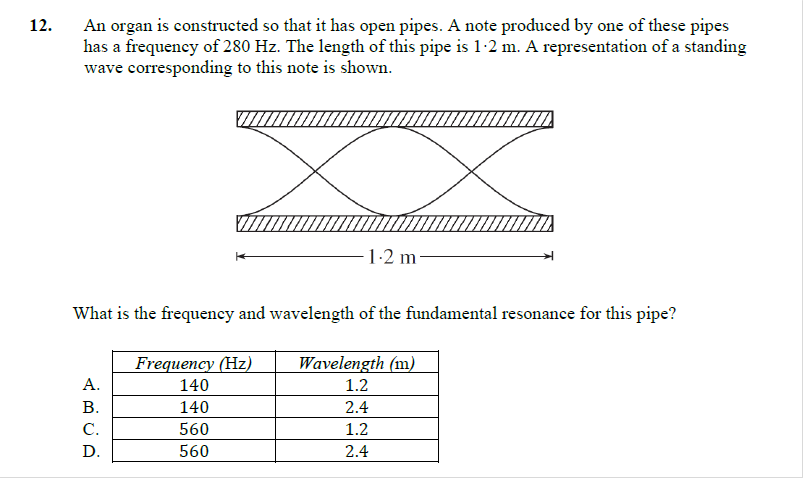 12. An organ is constructed so that it has open pipes. A note produced by one of these pipes
has a frequency of 280 Hz. The length of this pipe is 1·2 m. A representation of a standing
wave corresponding to this note is shown.
1·2 m
What is the frequency and wavelength of the fundamental resonance for this pipe?
Frequency (Hz) Wavelength (m)
A. 140 1.2
B. 140 2.4
C. 560 1.2
D. 560 2.4